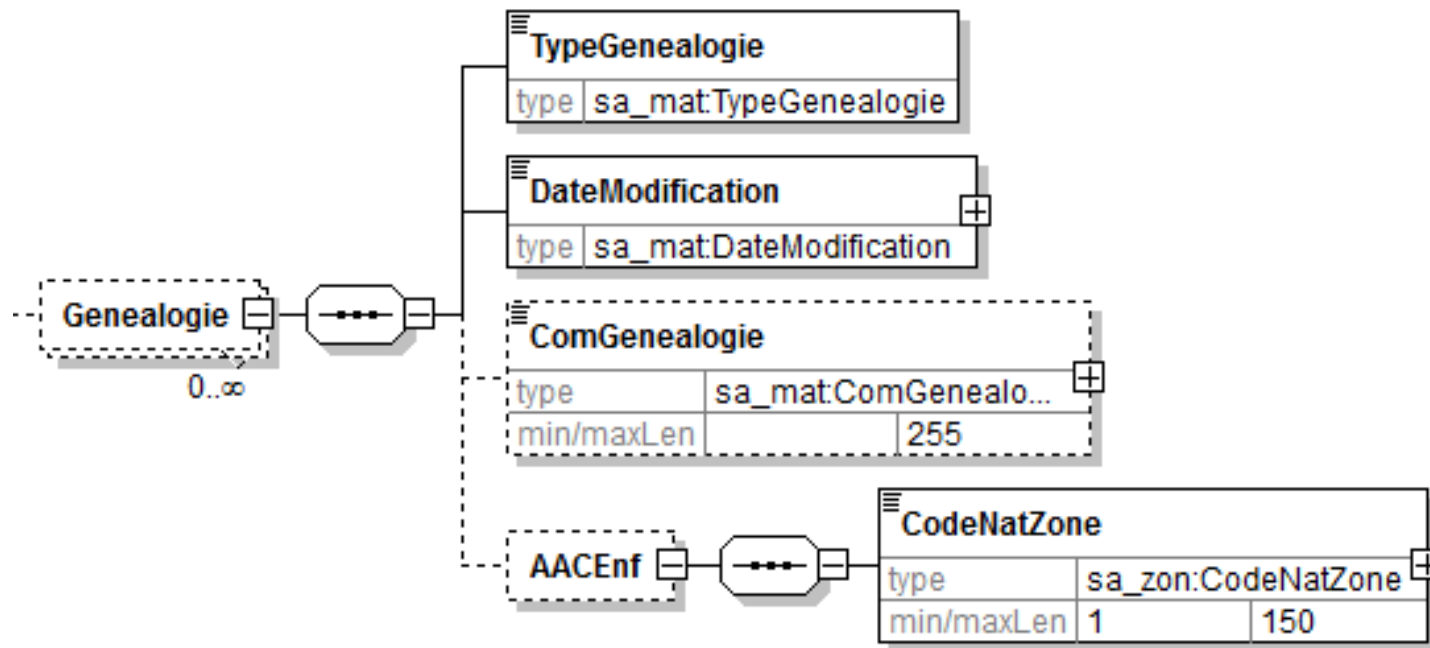 TypeGenealogie
type sa_mat:TypeGenealogie
DateModification
type sa_mat:DateModification
Genealogie
0..∞
ComGenealogie
type sa_mat:ComGenealo...
min/maxLen 255
AACEnf
CodeNatZone
type sa_zon:CodeNatZone
min/maxLen 1 150